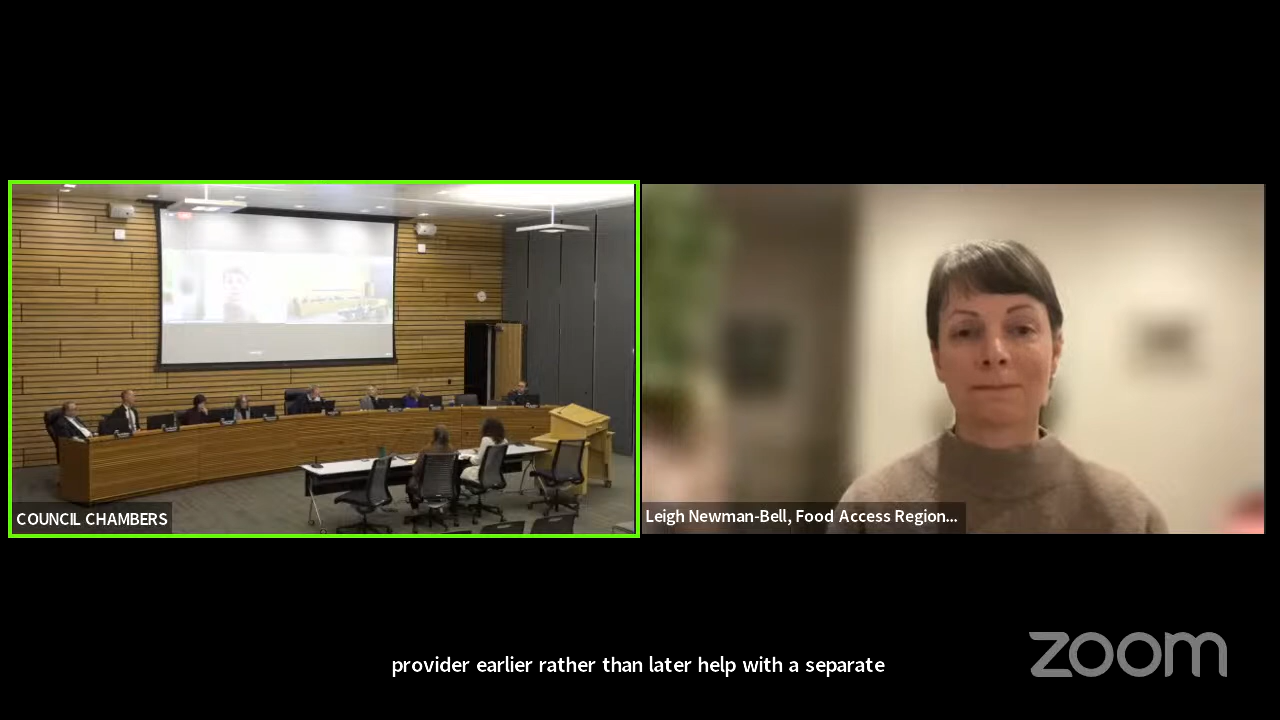 COUNCIL CHAMBERS
Leigh Newman-Bell, Food Access Region...
provider earlier rather than later help with a separate
zoom